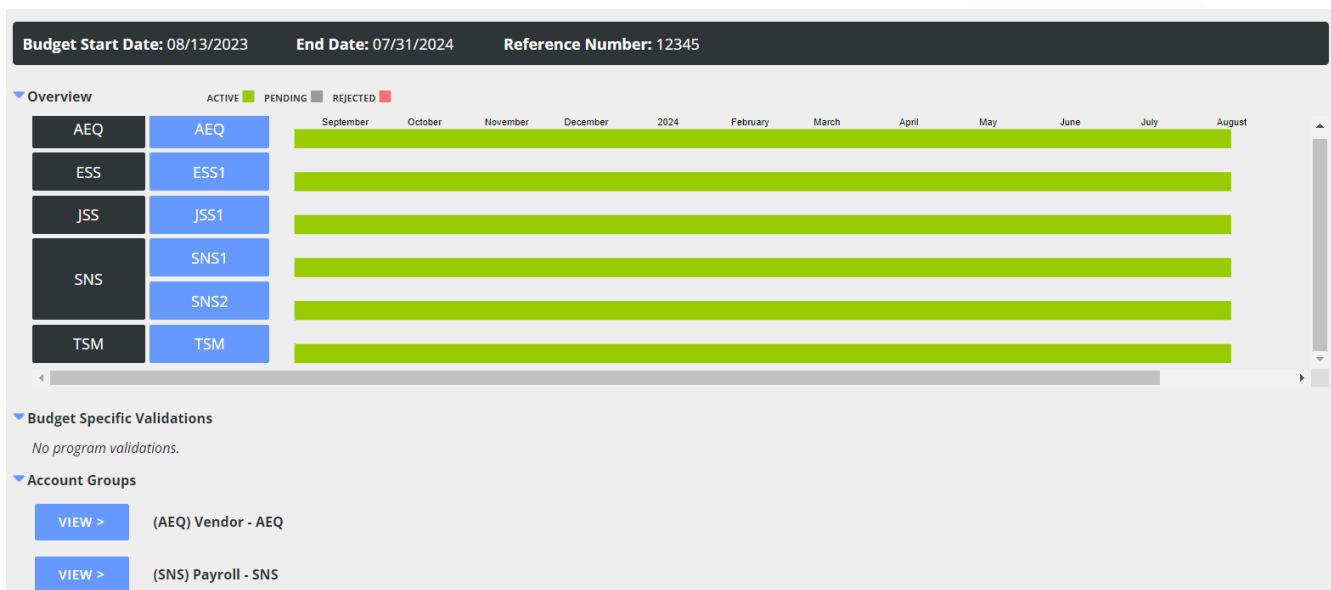 Budget Start Date: 08/13/2023 End Date: 07/31/2024 Reference Number: 12345
Overview ACTIVE PENDING REJECTED
September October November December 2024 February March April May June July August
AEQ AEQ
ESS ESS1
JSS JSS1
SNS SNS1
SNS2
TSM TSM
Budget Specific Validations
No program validations.
Account Groups
VIEW > (AEQ) Vendor - AEQ
VIEW > (SNS) Payroll - SNS